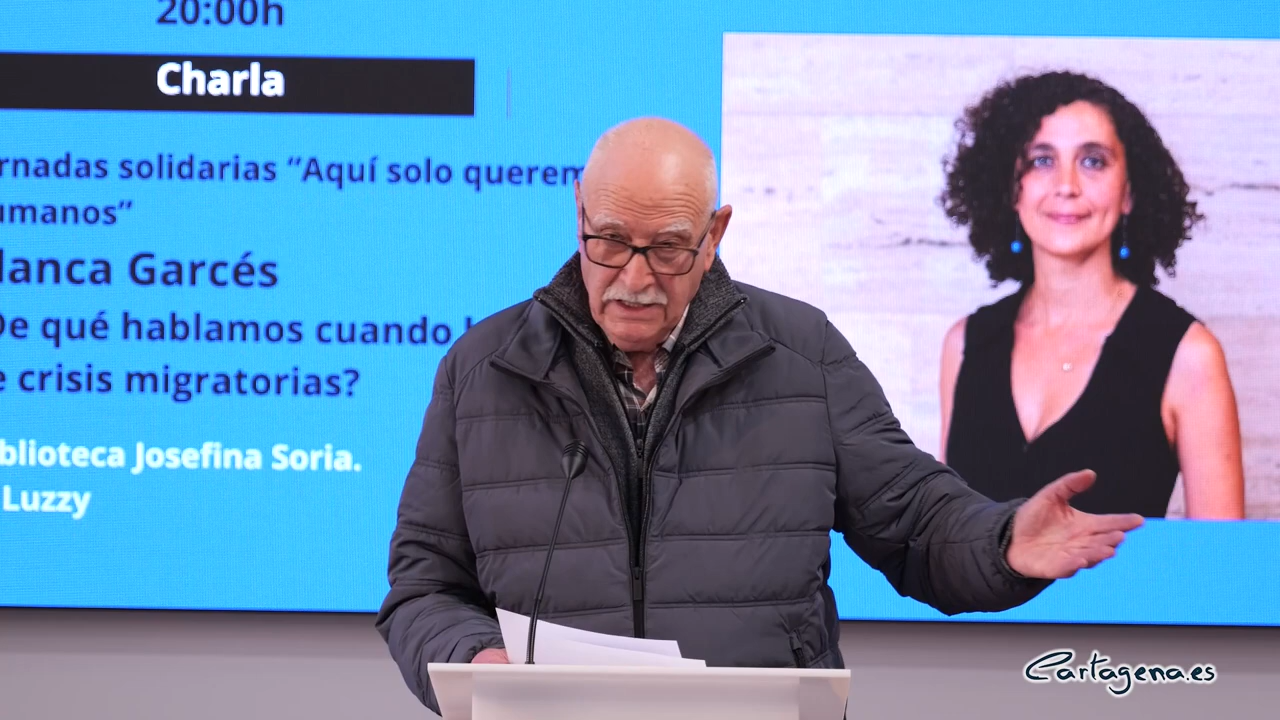 20:00h
Charla
rnadas solidarias “Aquí solo querem
umanos”
lanca Garcés
De qué hablamos cuando h
e crisis migratorias?
blioteca Josefina Soria.
Luzzy
Cartagena.es